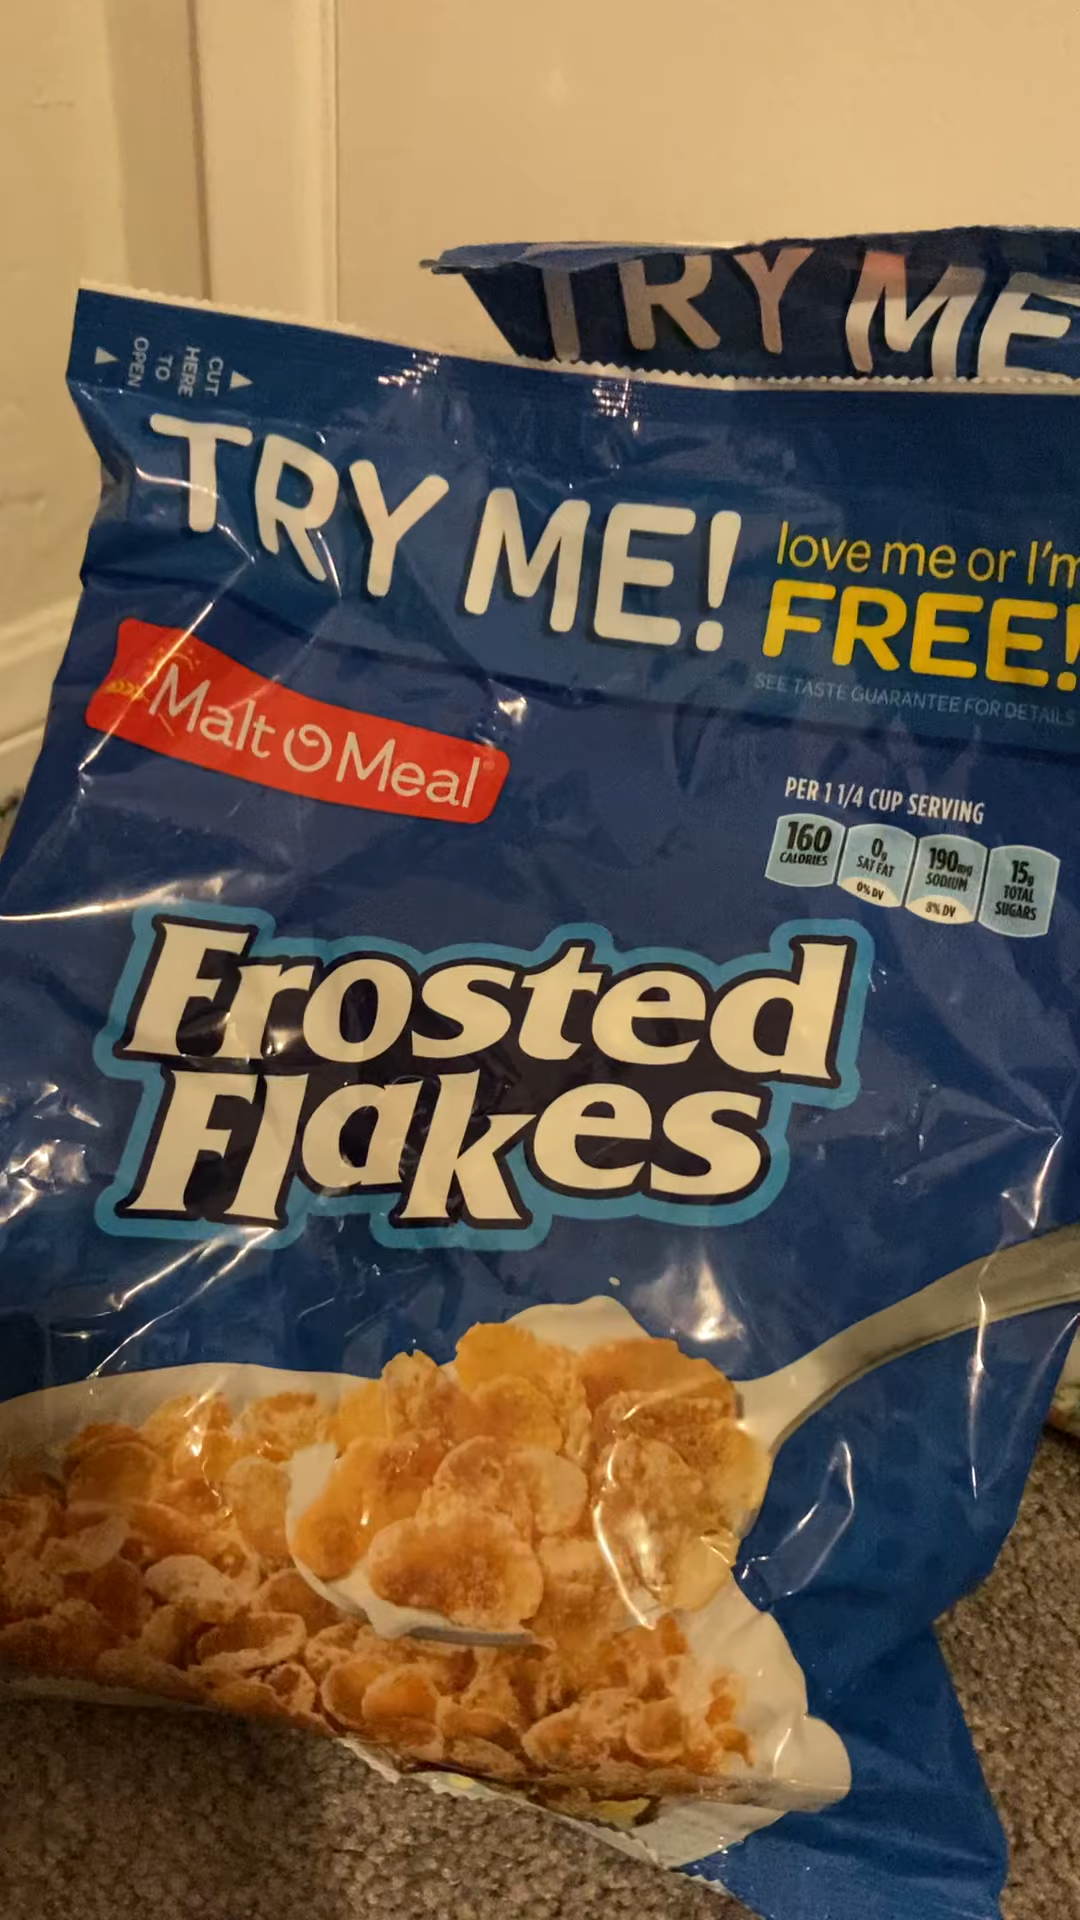 TRY ME
CUT
HERE
TO
OPEN
TRY ME!
love me or I'm
FREE!
SEE TASTE GUARANTEE FOR DETAILS
Malt O Meal®
PER 1 1/4 CUP SERVING
160
CALORIES
0g
SAT FAT
0% DV
190mg
SODIUM
8% DV
15g
TOTAL
SUGARS
Frosted
Flakes